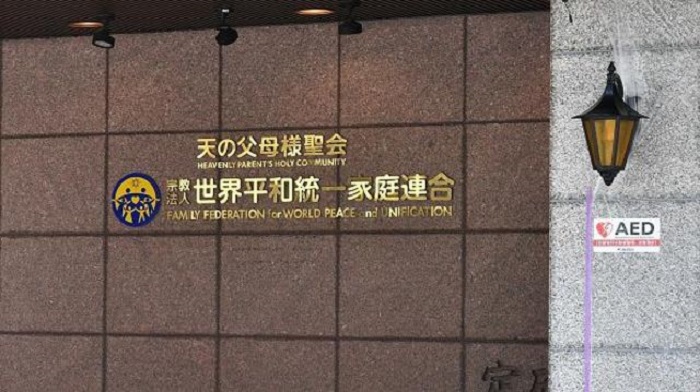 天の父母様聖会
HEAVENLY PARENT'S HOLY COMMUNITY
宗教法人 世界平和統一家庭連合
FAMILY FEDERATION for WORLD PEACE and UNIFICATION
AED